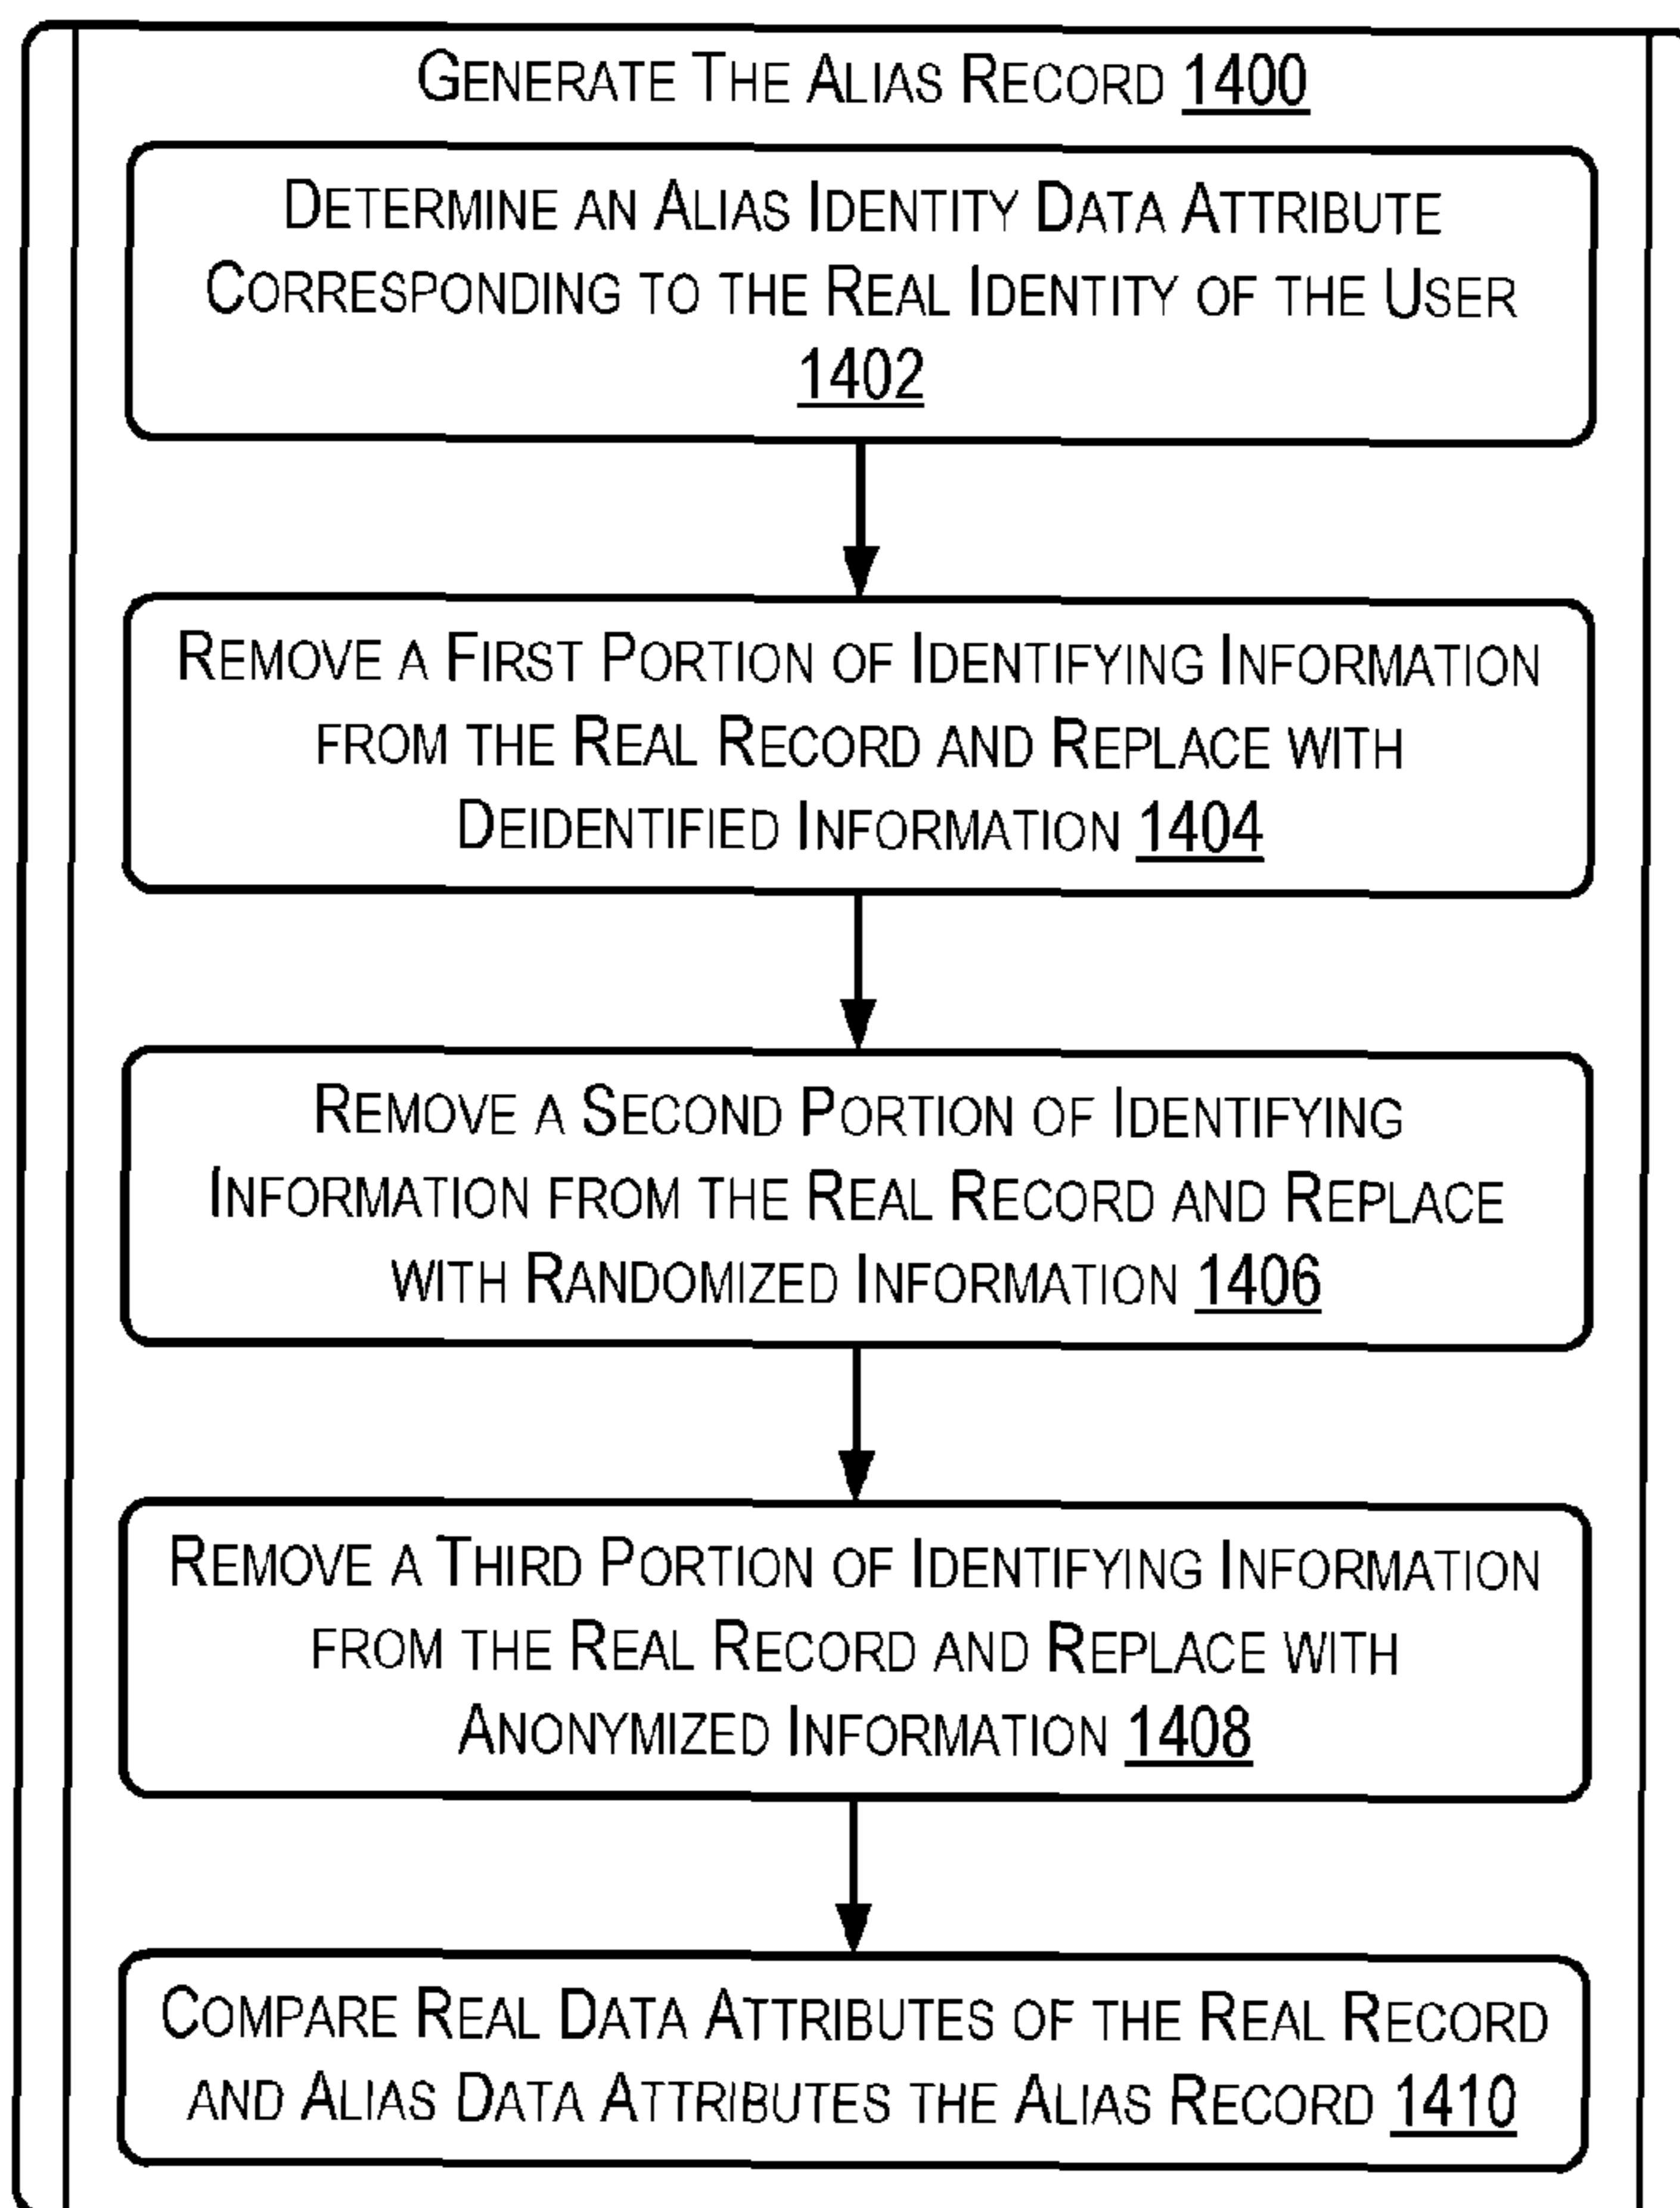 GENERATE THE ALIAS RECORD 1400
DETERMINE AN ALIAS IDENTITY DATA ATTRIBUTE
CORRESPONDING TO THE REAL IDENTITY OF THE USER
1402
REMOVE A FIRST PORTION OF IDENTIFYING INFORMATION
FROM THE REAL RECORD AND REPLACE WITH
DEIDENTIFIED INFORMATION 1404
REMOVE A SECOND PORTION OF IDENTIFYING
INFORMATION FROM THE REAL RECORD AND REPLACE
WITH RANDOMIZED INFORMATION 1406
REMOVE A THIRD PORTION OF IDENTIFYING INFORMATION
FROM THE REAL RECORD AND REPLACE WITH
ANONYMIZED INFORMATION 1408
COMPARE REAL DATA ATTRIBUTES OF THE REAL RECORD
AND ALIAS DATA ATTRIBUTES THE ALIAS RECORD 1410